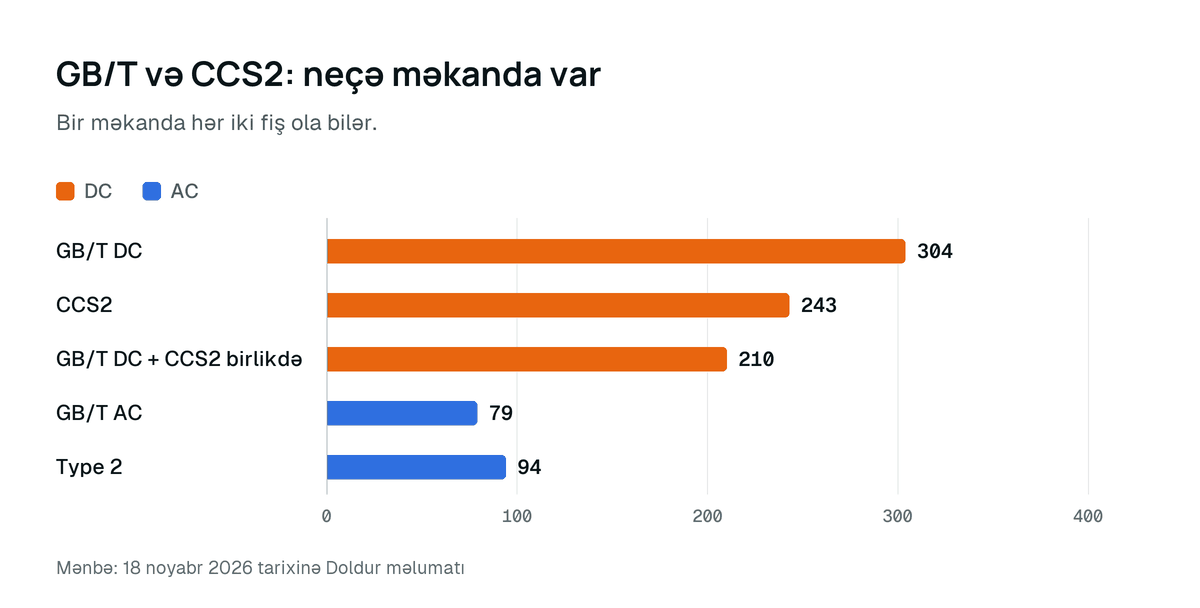 GB/T və CCS2: neçə məkanda var
Bir məkanda hər iki fiş ola bilər.
DC AC
GB/T DC 304
CCS2 243
GB/T DC + CCS2 birlikdə 210
GB/T AC 79
Type 2 94
0 100 200 300 400
Mənbə: 18 noyabr 2026 tarixinə Doldur məlumatı